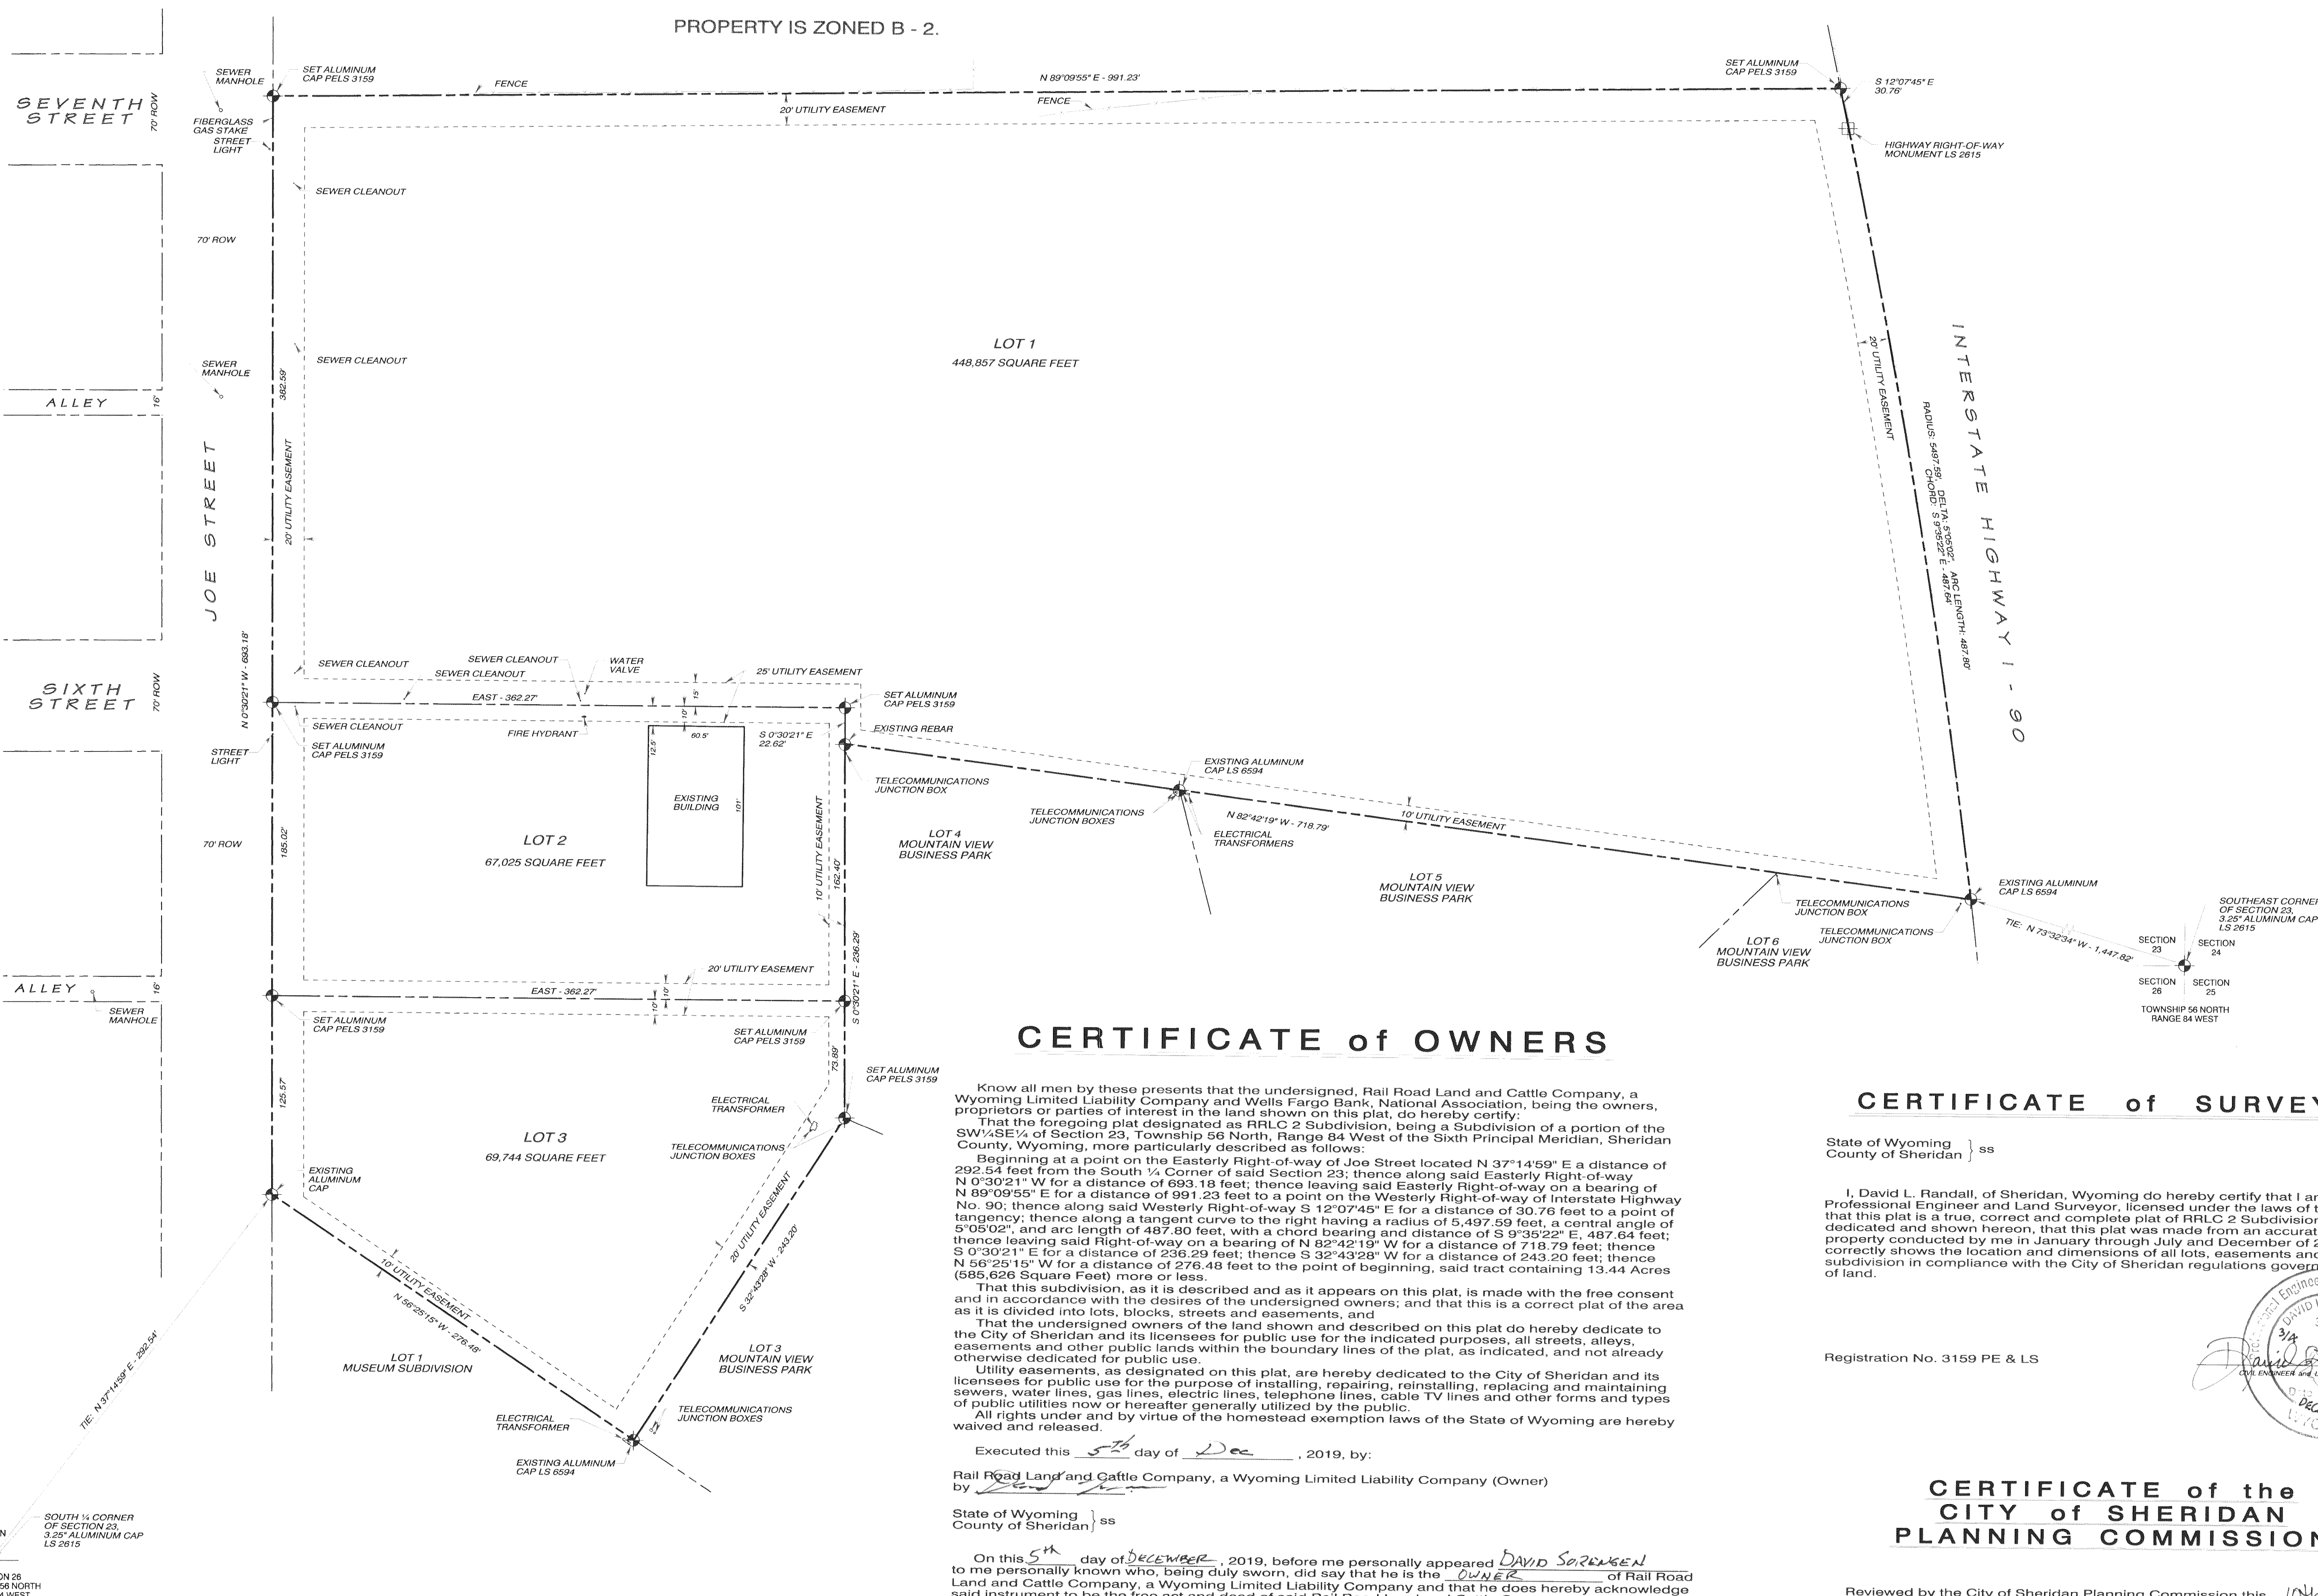 PROPERTY IS ZONED B - 2.
SEWER
MANHOLE
SET ALUMINUM
CAP PELS 3159
FENCE
N 89°09'55" E - 991.23'
FENCE
20' UTILITY EASEMENT
SET ALUMINUM
CAP PELS 3159
S 12°07'45" E
30.76'
SEVENTH
STREET
70' ROW
FIBERGLASS
GAS STAKE
STREET
LIGHT
HIGHWAY RIGHT-OF-WAY
MONUMENT LS 2615
SEWER CLEANOUT
70' ROW
LOT 1
448,857 SQUARE FEET
SEWER CLEANOUT
SEWER
MANHOLE
382.59'
ALLEY
16'
20' UTILITY EASEMENT
JOE STREET
20' UTILITY EASEMENT
INTERSTATE HIGHWAY I - 90
RADIUS: 5497.59', DELTA: 5°05'02", ARC LENGTH: 487.80'
CHORD: S 9°35'22" E - 487.64'
N 0°30'21" W - 693.18'
SIXTH
STREET
70' ROW
SEWER CLEANOUT
SEWER CLEANOUT
SEWER CLEANOUT
WATER
VALVE
25' UTILITY EASEMENT
EAST - 362.27'
15'
10'
SET ALUMINUM
CAP PELS 3159
SEWER CLEANOUT
FIRE HYDRANT
60.5'
12.5'
S 0°30'21" E
22.62'
EXISTING REBAR
STREET
LIGHT
SET ALUMINUM
CAP PELS 3159
TELECOMMUNICATIONS
JUNCTION BOX
EXISTING
BUILDING
101'
EXISTING ALUMINUM
CAP LS 6594
TELECOMMUNICATIONS
JUNCTION BOXES
N 82°42'19" W - 718.79'
10' UTILITY EASEMENT
ELECTRICAL
TRANSFORMERS
70' ROW
185.02'
LOT 2
67,025 SQUARE FEET
10' UTILITY EASEMENT
162.40'
LOT 4
MOUNTAIN VIEW
BUSINESS PARK
LOT 5
MOUNTAIN VIEW
BUSINESS PARK
TELECOMMUNICATIONS
JUNCTION BOX
EXISTING ALUMINUM
CAP LS 6594
TELECOMMUNICATIONS
JUNCTION BOX
LOT 6
MOUNTAIN VIEW
BUSINESS PARK
TIE: N 73°32'34" W - 1,447.82'
SOUTHEAST CORNER
OF SECTION 23,
3.25" ALUMINUM CAP
LS 2615
SECTION
23
SECTION
24
SECTION
26
SECTION
25
TOWNSHIP 56 NORTH
RANGE 84 WEST
S 0°30'21" E - 236.29'
20' UTILITY EASEMENT
EAST - 362.27'
10'
10'
ALLEY
16'
SEWER
MANHOLE
SET ALUMINUM
CAP PELS 3159
SET ALUMINUM
CAP PELS 3159
73.89'
SET ALUMINUM
CAP PELS 3159
125.57'
ELECTRICAL
TRANSFORMER
LOT 3
69,744 SQUARE FEET
TELECOMMUNICATIONS
JUNCTION BOXES
EXISTING
ALUMINUM
CAP
20' UTILITY EASEMENT
S 32°43'28" W - 243.20'
10' UTILITY EASEMENT
N 56°25'15" W - 276.48'
LOT 1
MUSEUM SUBDIVISION
LOT 3
MOUNTAIN VIEW
BUSINESS PARK
TIE: N 37°14'59" E - 292.54'
ELECTRICAL
TRANSFORMER
TELECOMMUNICATIONS
JUNCTION BOXES
EXISTING ALUMINUM
CAP LS 6594
SOUTH ¼ CORNER
OF SECTION 23,
3.25" ALUMINUM CAP
LS 2615
N
ON 26
56 NORTH
4 WEST
CERTIFICATE of OWNERS
Know all men by these presents that the undersigned, Rail Road Land and Cattle Company, a
Wyoming Limited Liability Company and Wells Fargo Bank, National Association, being the owners,
proprietors or parties of interest in the land shown on this plat, do hereby certify:
That the foregoing plat designated as RRLC 2 Subdivision, being a Subdivision of a portion of the
SW¼SE¼ of Section 23, Township 56 North, Range 84 West of the Sixth Principal Meridian, Sheridan
County, Wyoming, more particularly described as follows:
Beginning at a point on the Easterly Right-of-way of Joe Street located N 37°14'59" E a distance of
292.54 feet from the South ¼ Corner of said Section 23; thence along said Easterly Right-of-way
N 0°30'21" W for a distance of 693.18 feet; thence leaving said Easterly Right-of-way on a bearing of
N 89°09'55" E for a distance of 991.23 feet to a point on the Westerly Right-of-way of Interstate Highway
No. 90; thence along said Westerly Right-of-way S 12°07'45" E for a distance of 30.76 feet to a point of
tangency; thence along a tangent curve to the right having a radius of 5,497.59 feet, a central angle of
5°05'02", and arc length of 487.80 feet, with a chord bearing and distance of S 9°35'22" E, 487.64 feet;
thence leaving said Right-of-way on a bearing of N 82°42'19" W for a distance of 718.79 feet; thence
S 0°30'21" E for a distance of 236.29 feet; thence S 32°43'28" W for a distance of 243.20 feet; thence
N 56°25'15" W for a distance of 276.48 feet to the point of beginning, said tract containing 13.44 Acres
(585,626 Square Feet) more or less.
That this subdivision, as it is described and as it appears on this plat, is made with the free consent
and in accordance with the desires of the undersigned owners; and that this is a correct plat of the area
as it is divided into lots, blocks, streets and easements, and
That the undersigned owners of the land shown and described on this plat do hereby dedicate to
the City of Sheridan and its licensees for public use for the indicated purposes, all streets, alleys,
easements and other public lands within the boundary lines of the plat, as indicated, and not already
otherwise dedicated for public use.
Utility easements, as designated on this plat, are hereby dedicated to the City of Sheridan and its
licensees for public use for the purpose of installing, repairing, reinstalling, replacing and maintaining
sewers, water lines, gas lines, electric lines, telephone lines, cable TV lines and other forms and types
of public utilities now or hereafter generally utilized by the public.
All rights under and by virtue of the homestead exemption laws of the State of Wyoming are hereby
waived and released.
Executed this 5th day of Dec , 2019, by:
Rail Road Land and Cattle Company, a Wyoming Limited Liability Company (Owner)
by
State of Wyoming
County of Sheridan } ss
On this 5th day of DECEMBER , 2019, before me personally appeared DAVID SORENSEN
to me personally known who, being duly sworn, did say that he is the OWNER of Rail Road
Land and Cattle Company, a Wyoming Limited Liability Company and that he does hereby acknowledge
said instrument to be the free act and deed of said
CERTIFICATE of SURVEY
State of Wyoming
County of Sheridan } ss
I, David L. Randall, of Sheridan, Wyoming do hereby certify that I am
Professional Engineer and Land Surveyor, licensed under the laws of t
that this plat is a true, correct and complete plat of RRLC 2 Subdivision
dedicated and shown hereon, that this plat was made from an accurat
property conducted by me in January through July and December of 2
correctly shows the location and dimensions of all lots, easements and
subdivision in compliance with the City of Sheridan regulations govern
of land.
Registration No. 3159 PE & LS
CIVIL ENGINEER and L
CERTIFICATE of the
CITY of SHERIDAN
PLANNING COMMISSION
Reviewed by the City of Sheridan Planning Commission this